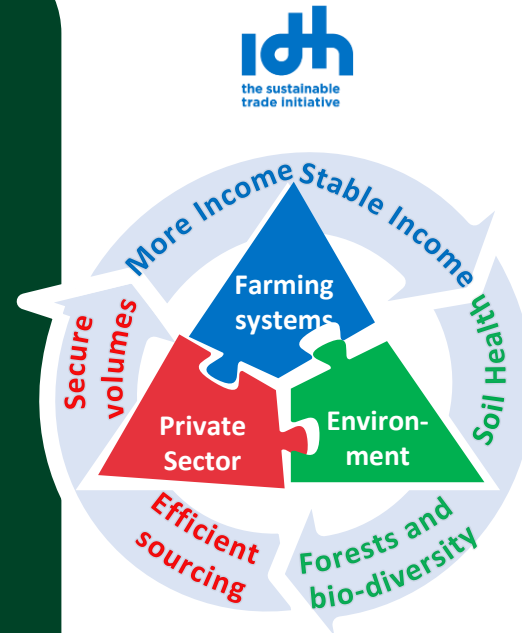 idh
the sustainable
trade initiative
More Income
Stable Income
Farming
systems
Secure
volumes
Soil Health
Private
Sector
Environ-
ment
Efficient
sourcing
Forests and
bio-diversity